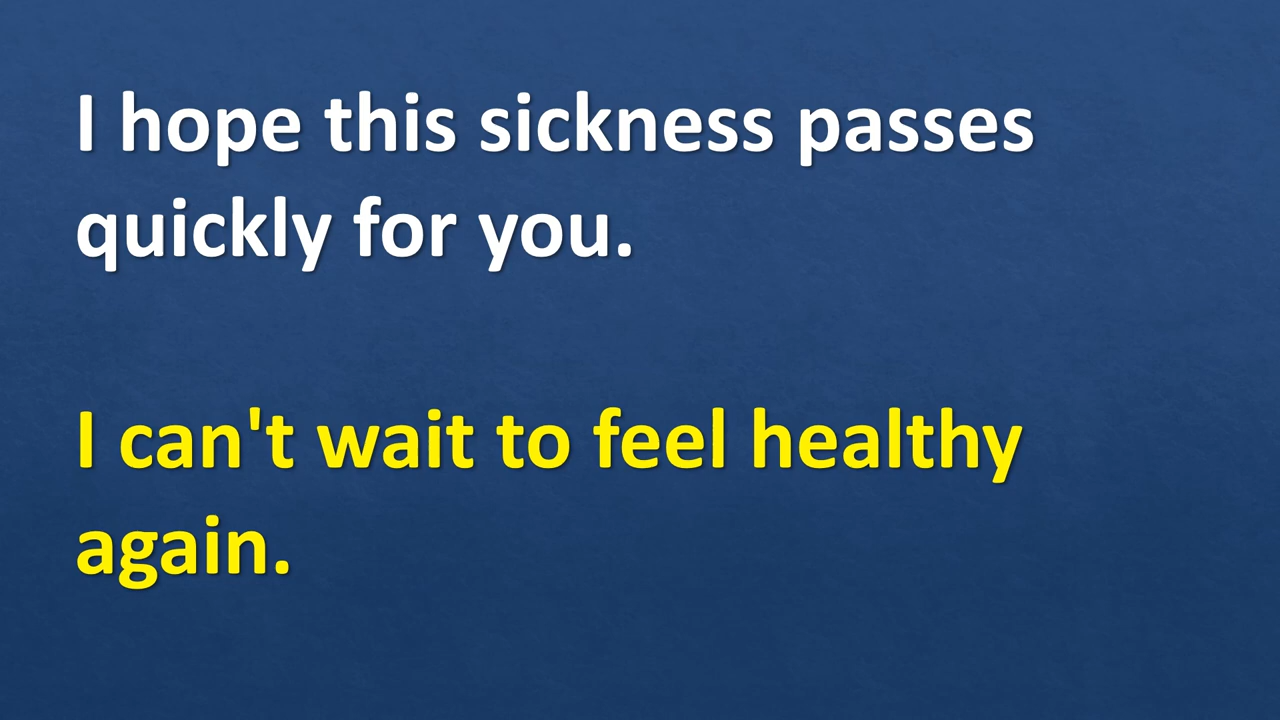 I hope this sickness passes
quickly for you.
I can't wait to feel healthy
again.